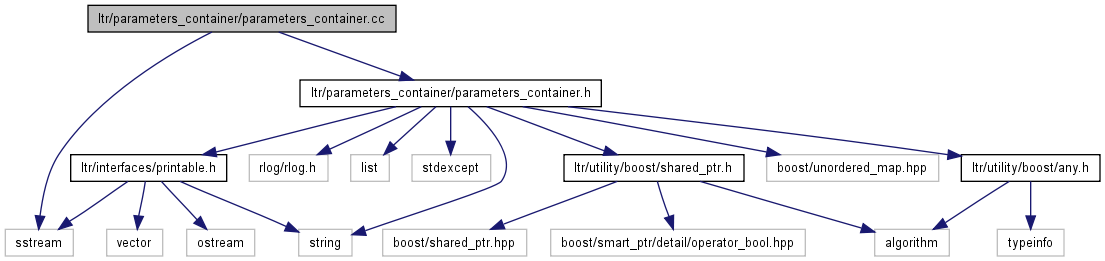 ltr/parameters_container/parameters_container.cc
ltr/parameters_container/parameters_container.h
ltr/interfaces/printable.h
rlog/rlog.h
list
stdexcept
ltr/utility/boost/shared_ptr.h
boost/unordered_map.hpp
ltr/utility/boost/any.h
sstream
vector
ostream
string
boost/shared_ptr.hpp
boost/smart_ptr/detail/operator_bool.hpp
algorithm
typeinfo